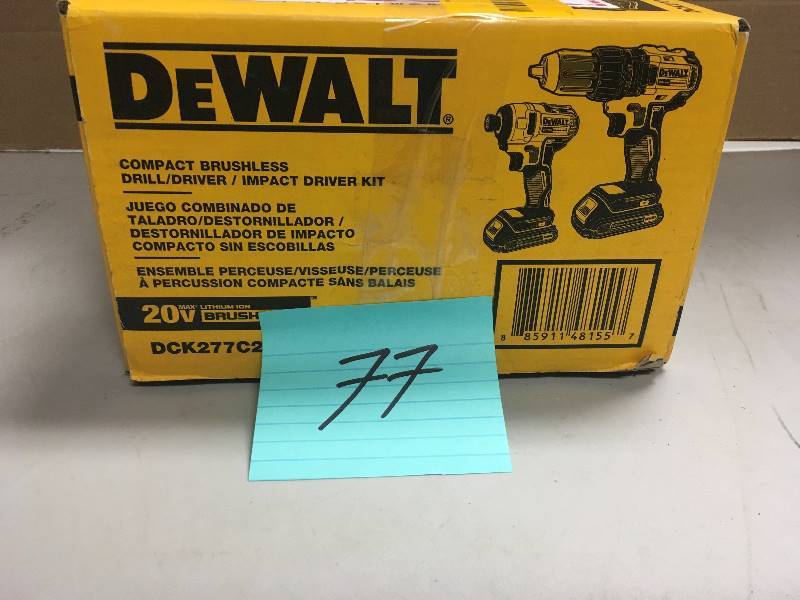 DEWALT®
DEWALT
COMPACT BRUSHLESS
DRILL/DRIVER / IMPACT DRIVER KIT
JUEGO COMBINADO DE
TALADRO/DESTORNILLADOR /
DESTORNILLADOR DE IMPACTO
COMPACTO SIN ESCOBILLAS
ENSEMBLE PERCEUSE/VISSEUSE/PERCEUSE
À PERCUSSION COMPACTE SANS BALAIS
20V MAX* LITHIUM ION
BRUSH
DCK277C2
8 85911 48155 7
77